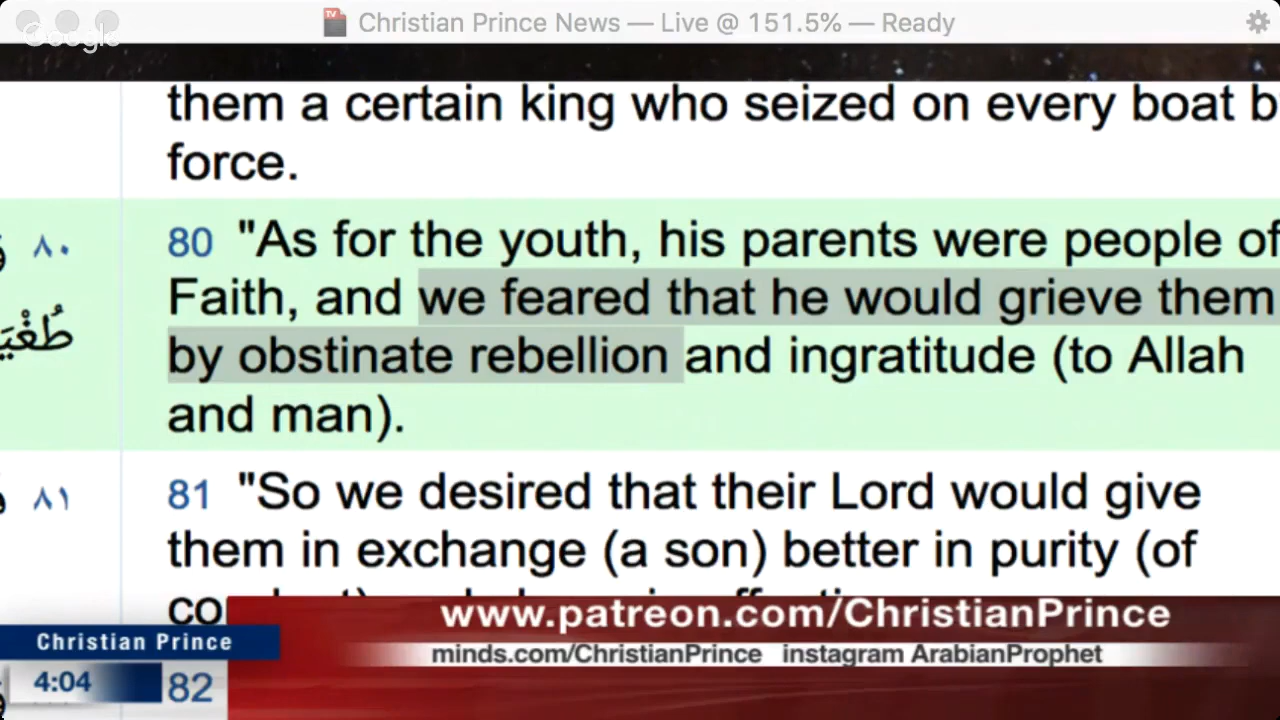 Christian Prince News — Live @ 151.5% — Ready
Google
them a certain king who seized on every boat
force.
٨٠
80 "As for the youth, his parents were people of
Faith, and we feared that he would grieve them
by obstinate rebellion and ingratitude (to Allah
and man).
٨١
81 "So we desired that their Lord would give
them in exchange (a son) better in purity (of
www.patreon.com/ChristianPrince
Christian Prince
minds.com/ChristianPrince instagram ArabianProphet
4:04
82